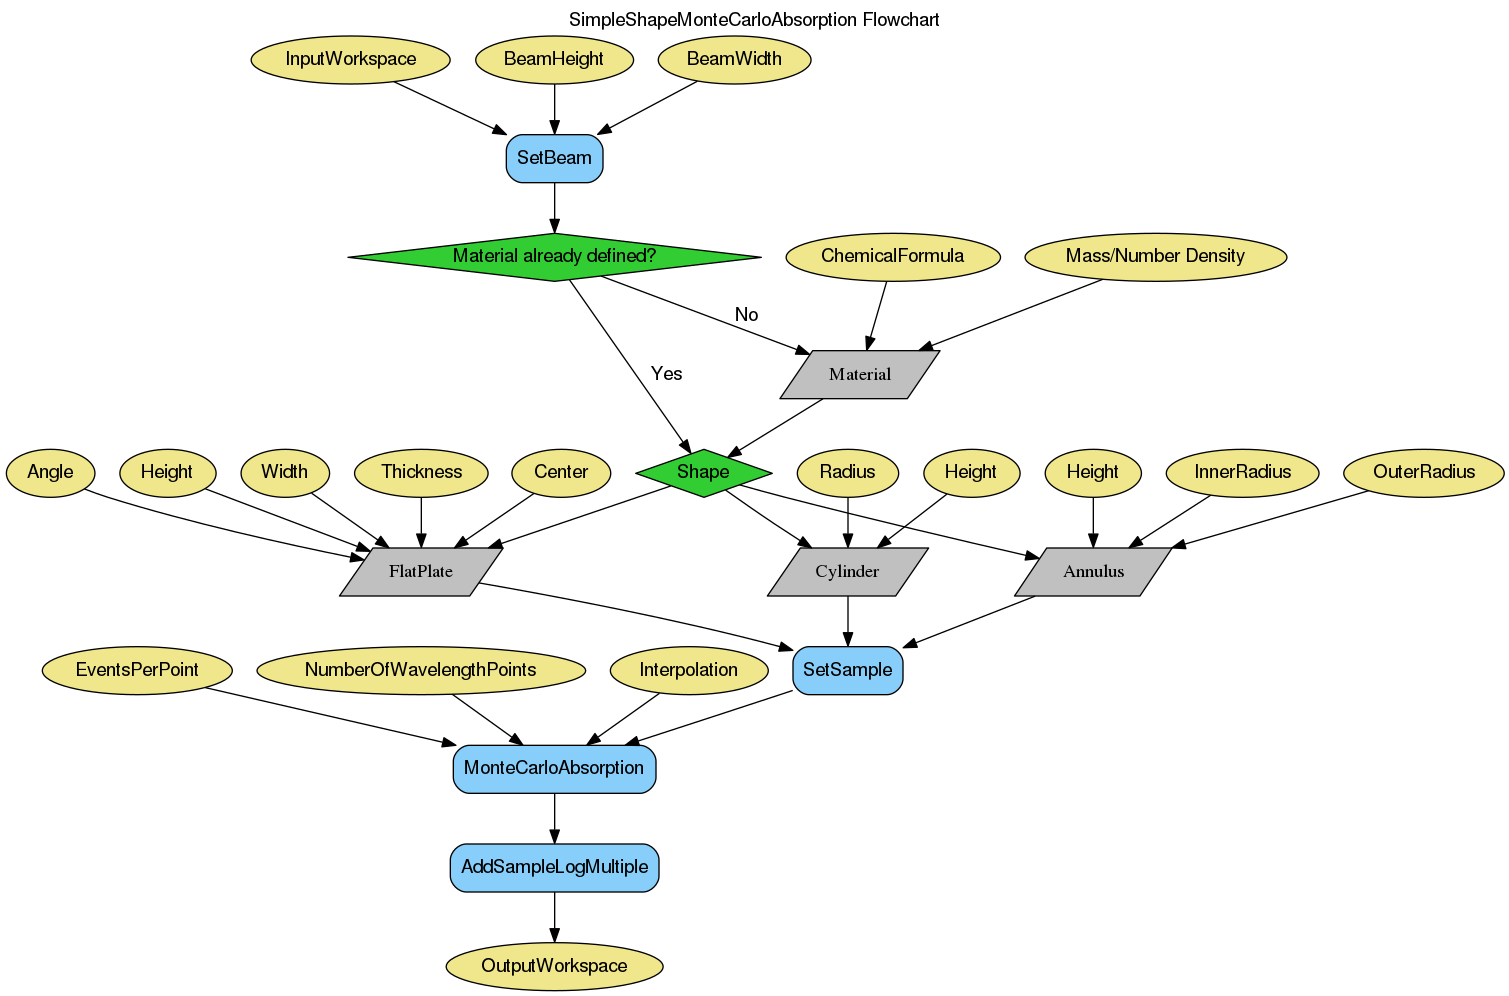 SimpleShapeMonteCarloAbsorption Flowchart
InputWorkspace
BeamHeight
BeamWidth
SetBeam
Material already defined?
ChemicalFormula
Mass/Number Density
No
Yes
Material
Angle
Height
Width
Thickness
Center
Shape
Radius
Height
Height
InnerRadius
OuterRadius
FlatPlate
Cylinder
Annulus
EventsPerPoint
NumberOfWavelengthPoints
Interpolation
SetSample
MonteCarloAbsorption
AddSampleLogMultiple
OutputWorkspace